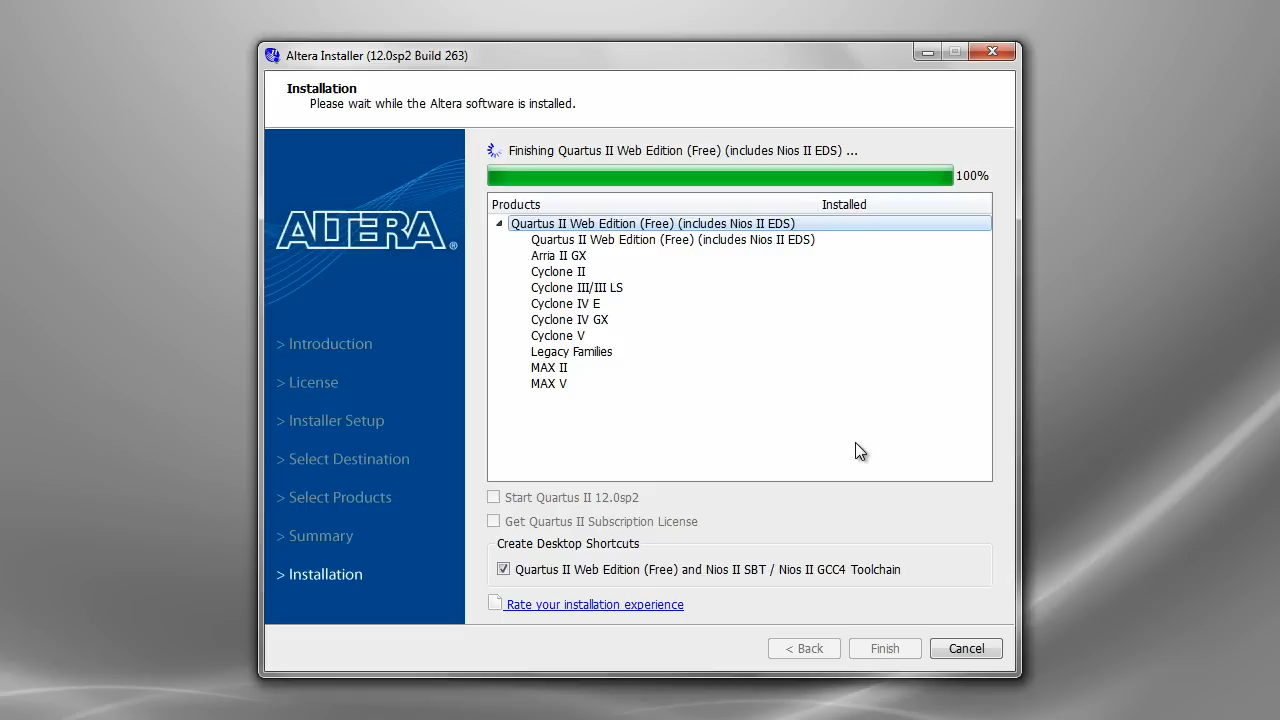 Altera Installer (12.0sp2 Build 263)
Installation
Please wait while the Altera software is installed.
Finishing Quartus II Web Edition (Free) (includes Nios II EDS) ...
100%
Products Installed
Quartus II Web Edition (Free) (includes Nios II EDS)
Quartus II Web Edition (Free) (includes Nios II EDS)
Arria II GX
Cyclone II
Cyclone III/III LS
Cyclone IV E
Cyclone IV GX
Cyclone V
Legacy Families
MAX II
MAX V
ALTERA®
> Introduction
> License
> Installer Setup
> Select Destination
> Select Products
> Summary
> Installation
Start Quartus II 12.0sp2
Get Quartus II Subscription License
Create Desktop Shortcuts
Quartus II Web Edition (Free) and Nios II SBT / Nios II GCC4 Toolchain
Rate your installation experience
< Back Finish Cancel